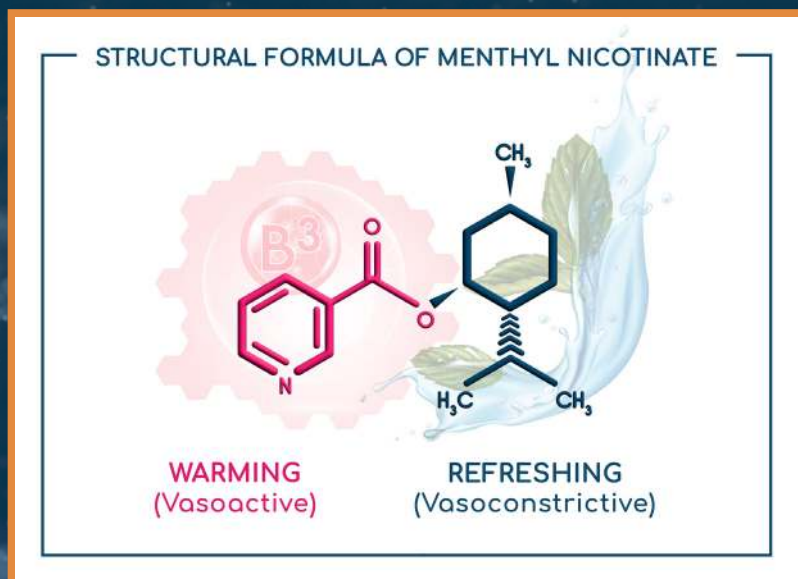 STRUCTURAL FORMULA OF MENTHYL NICOTINATE
CH₃
B3
O
O
N
H₃C
CH₃
WARMING
(Vasoactive)
REFRESHING
(Vasoconstrictive)